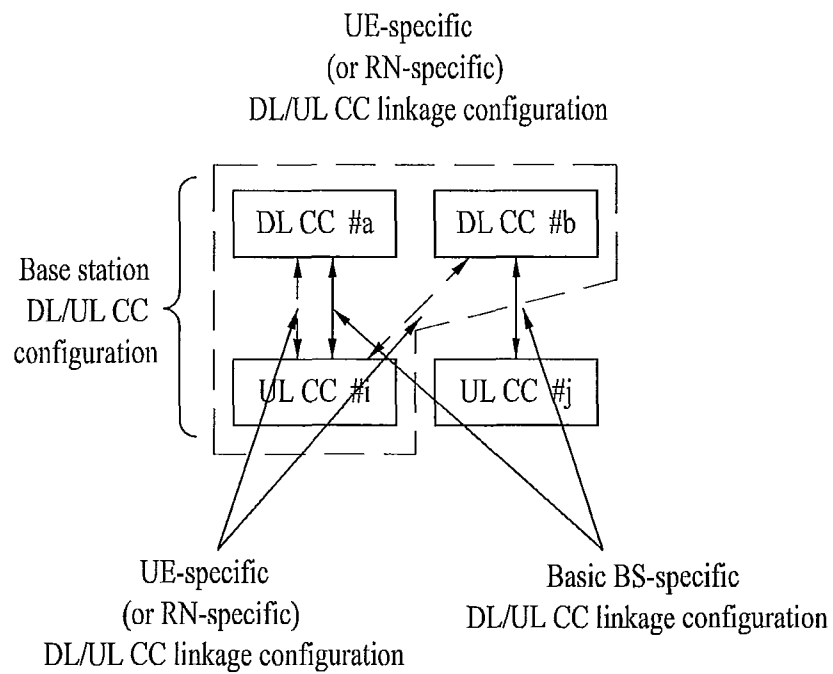 UE-specific
(or RN-specific)
DL/UL CC linkage configuration
DL CC #a
DL CC #b
Base station
DL/UL CC
configuration
UL CC #i
UL CC #j
UE-specific
(or RN-specific)
DL/UL CC linkage configuration
Basic BS-specific
DL/UL CC linkage configuration